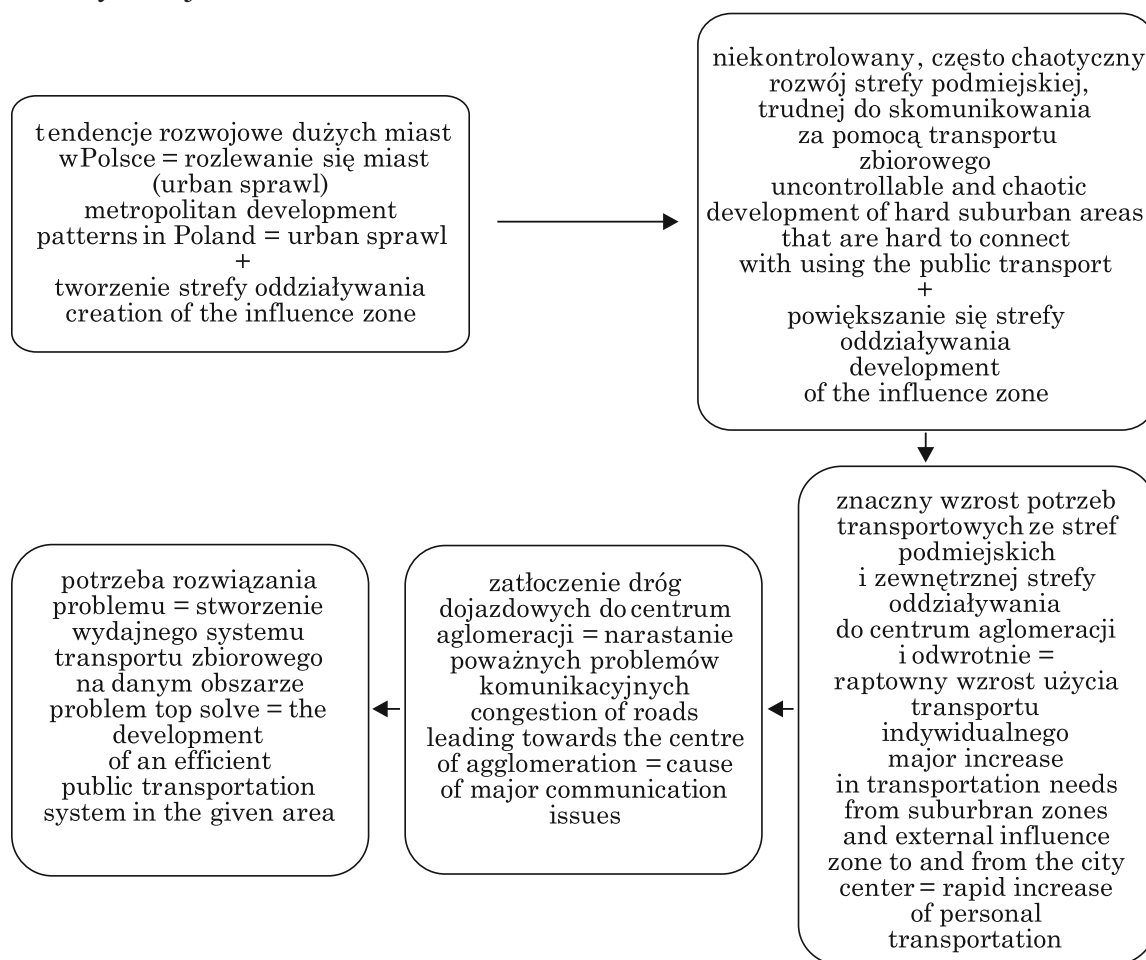 tendencje rozwojowe dużych miast
w Polsce = rozlewanie się miast
(urban sprawl)
metropolitan development
patterns in Poland = urban sprawl
+
tworzenie strefy oddziaływania
creation of the influence zone
niekontrolowany, często chaotyczny
rozwój strefy podmiejskiej,
trudnej do skomunikowania
za pomocą transportu
zbiorowego
uncontrollable and chaotic
development of hard suburban areas
that are hard to connect
with using the public transport
+
powiększanie się strefy
oddziaływania
development
of the influence zone
znaczny wzrost potrzeb
transportowych ze stref
podmiejskich
i zewnętrznej strefy
oddziaływania
do centrum aglomeracji
i odwrotnie =
raptowny wzrost użycia
transportu
indywidualnego
major increase
in transportation needs
from suburbran zones
and external influence
zone to and from the city
center = rapid increase
of personal
transportation
zatłoczenie dróg
dojazdowych do centrum
aglomeracji = narastanie
poważnych problemów
komunikacyjnych
congestion of roads
leading towards the centre
of agglomeration = cause
of major communication
issues
potrzeba rozwiązania
problemu = stworzenie
wydajnego systemu
transportu zbiorowego
na danym obszarze
problem top solve = the
development
of an efficient
public transportation
system in the given area